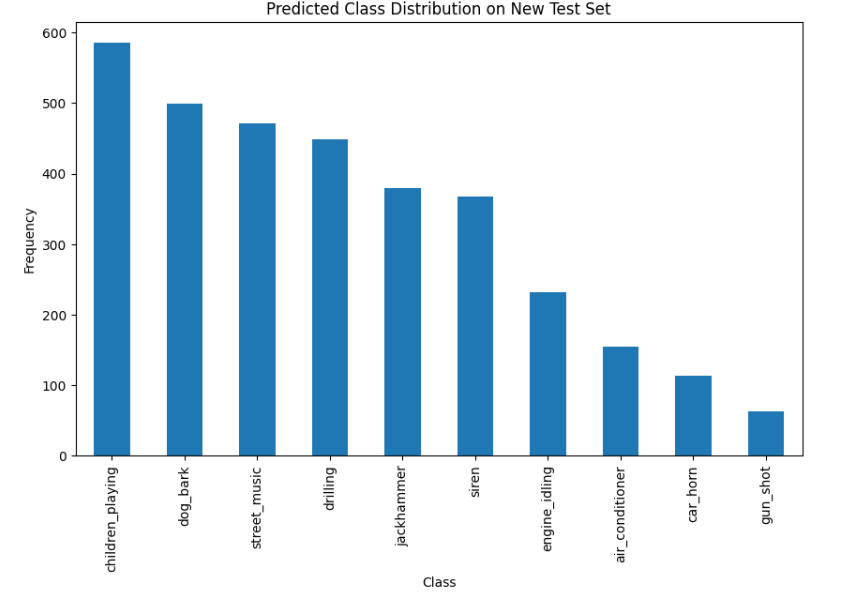 Predicted Class Distribution on New Test Set
600
500
400
300
200
100
0
Frequency
children_playing
dog_bark
street_music
drilling
jackhammer
siren
engine_idling
air_conditioner
car_horn
gun_shot
Class